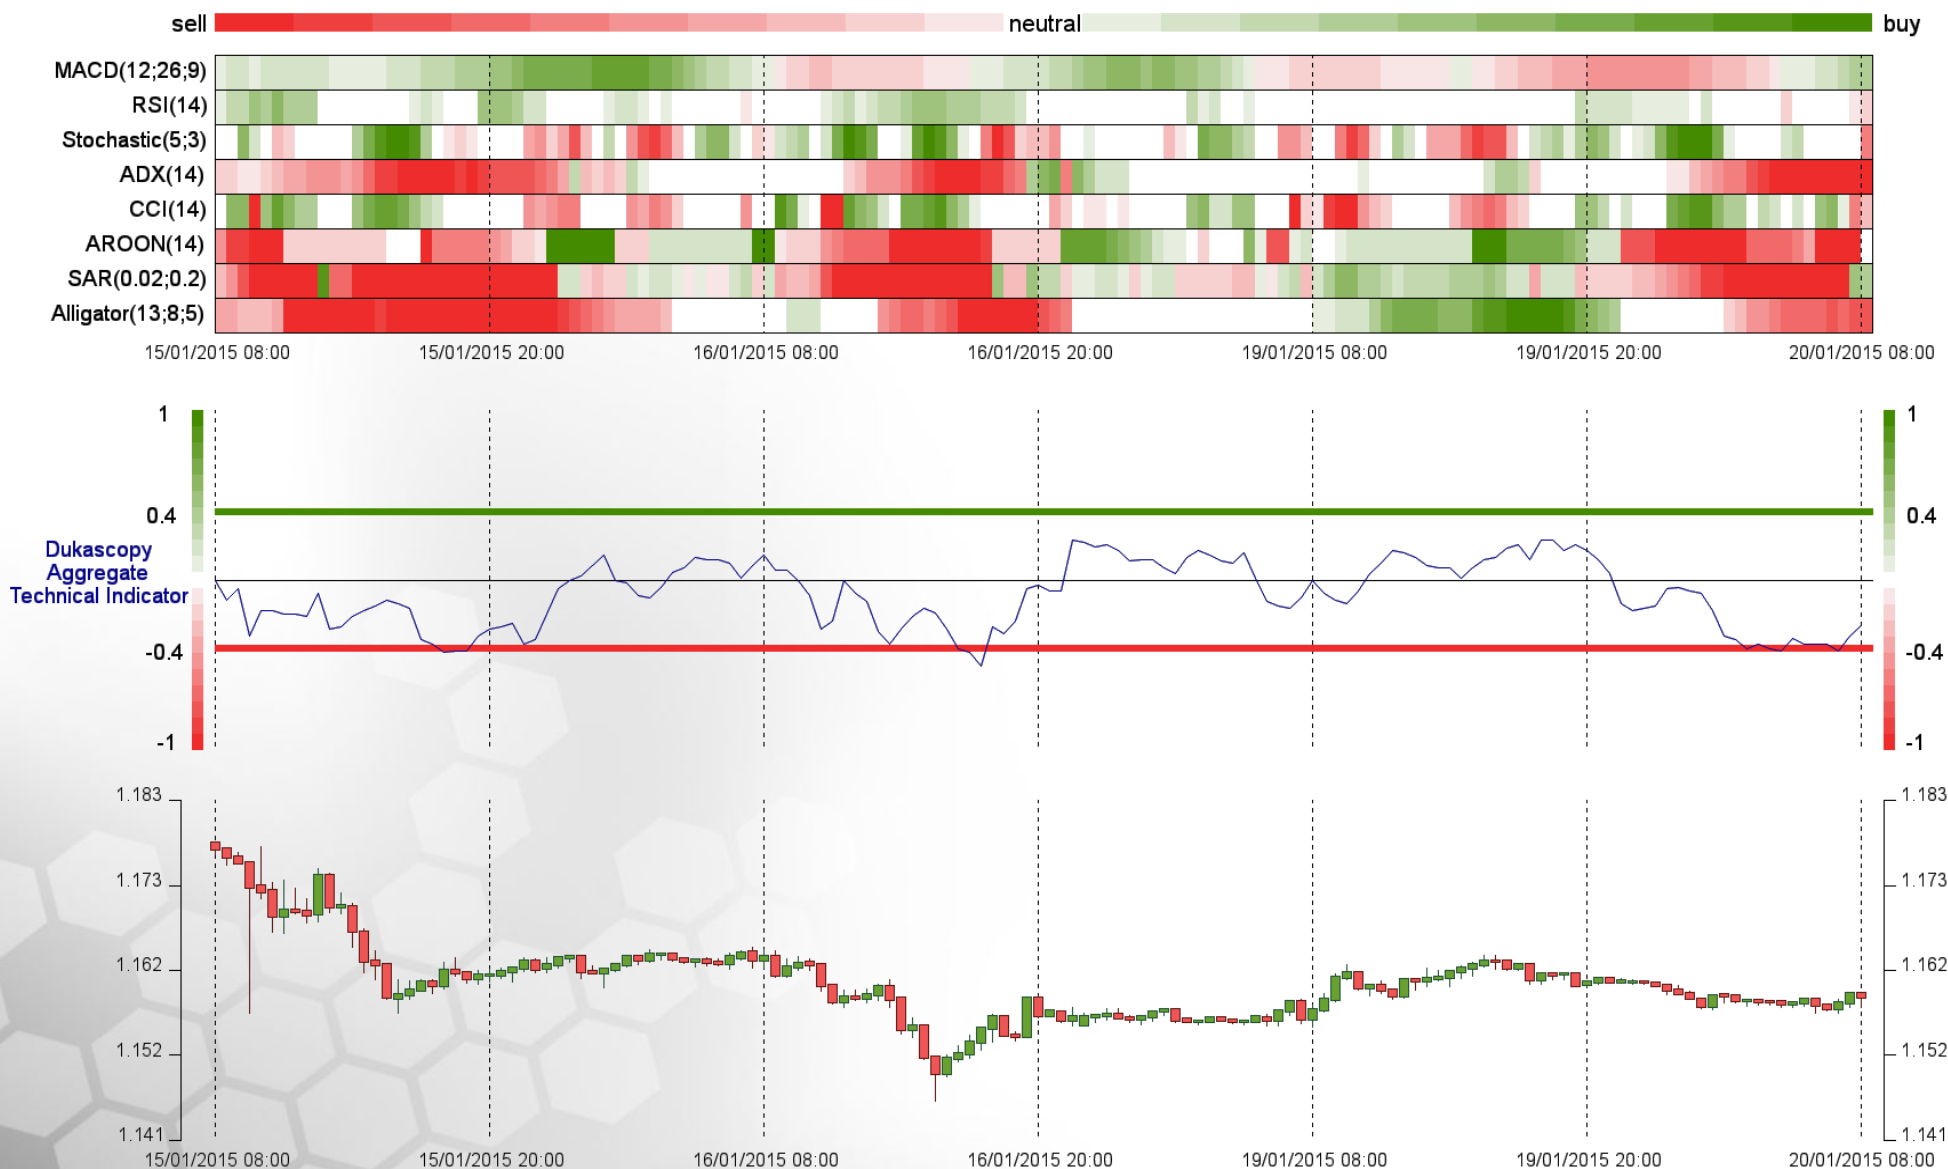 sell neutral buy
MACD(12;26;9)
RSI(14)
Stochastic(5;3)
ADX(14)
CCI(14)
AROON(14)
SAR(0.02;0.2)
Alligator(13;8;5)
15/01/2015 08:00 15/01/2015 20:00 16/01/2015 08:00 16/01/2015 20:00 19/01/2015 08:00 19/01/2015 20:00 20/01/2015 08:00
1 1
0.4 0.4
Dukascopy
Aggregate
Technical Indicator
-0.4 -0.4
-1 -1
1.183 1.183
1.173 1.173
1.162 1.162
1.152 1.152
1.141 1.141
15/01/2015 08:00 15/01/2015 20:00 16/01/2015 08:00 16/01/2015 20:00 19/01/2015 08:00 19/01/2015 20:00 20/01/2015 08:00